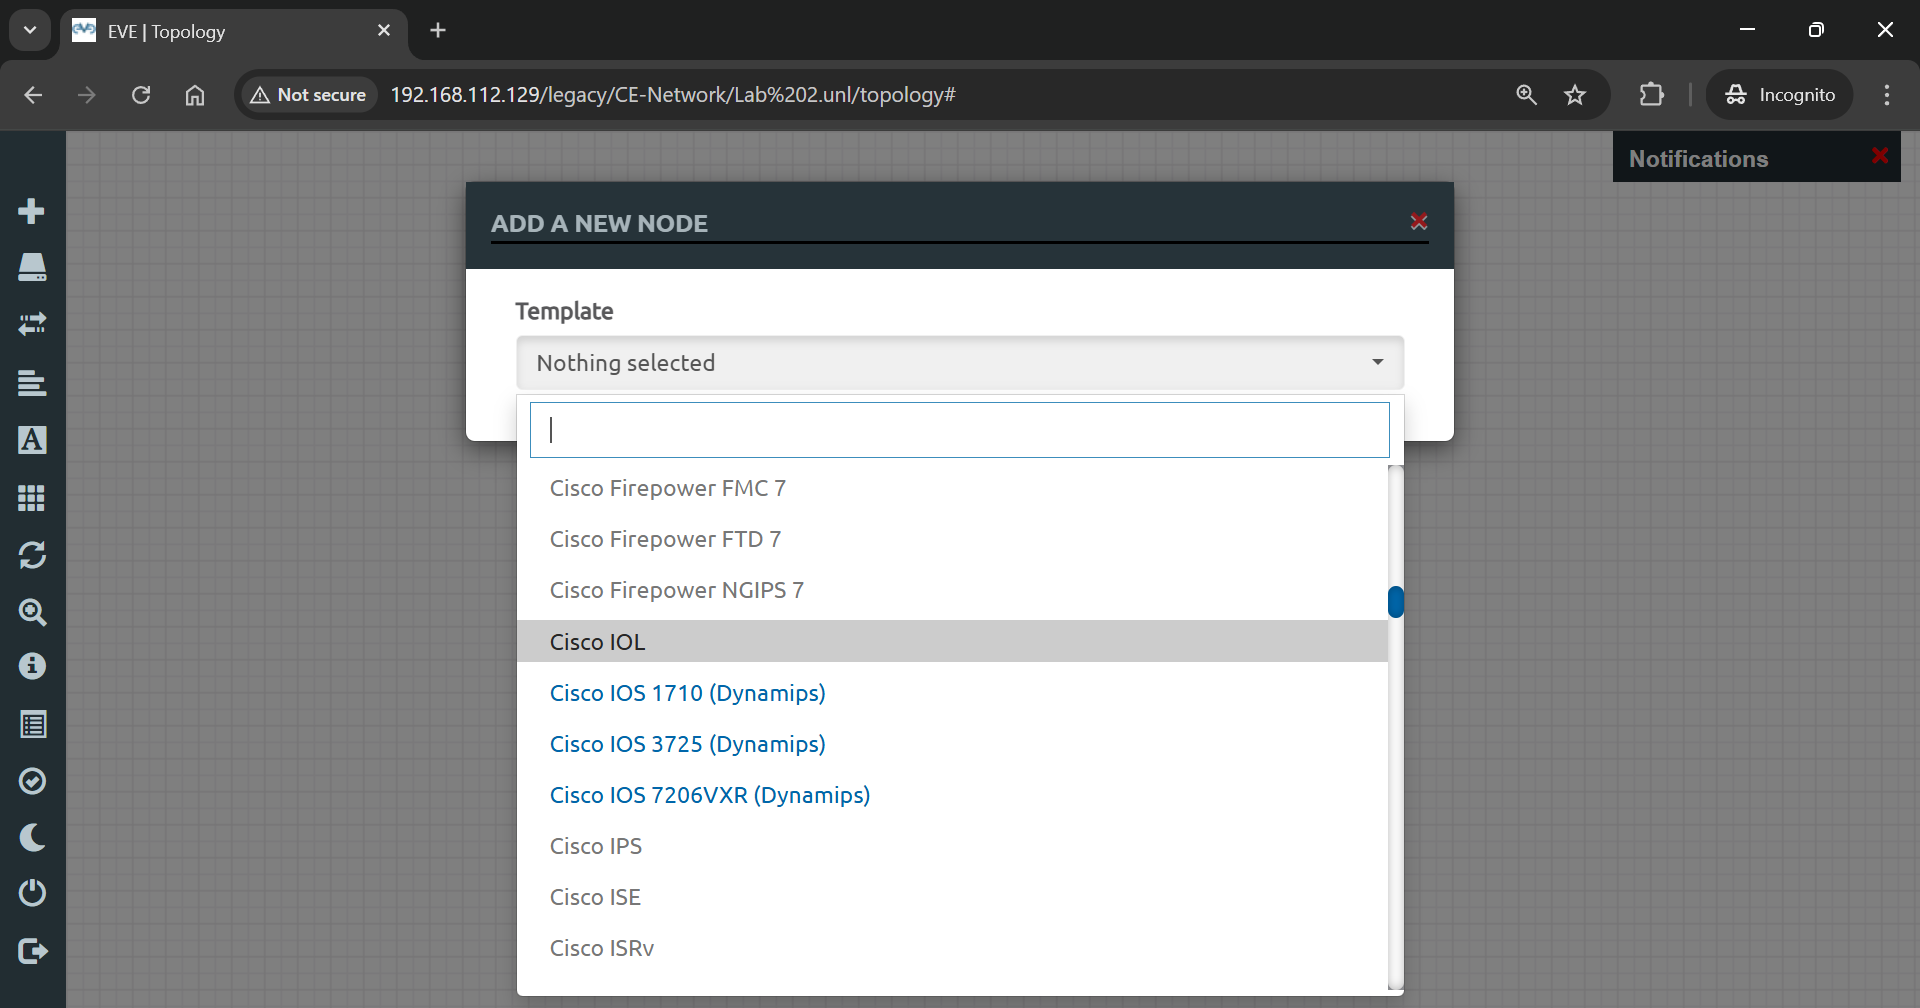 EVE | Topology
Not secure
192.168.112.129/legacy/CE-Network/Lab%202.unl/topology#
Incognito
Notifications
ADD A NEW NODE
Template
Nothing selected
Cisco Firepower FMC 7
Cisco Firepower FTD 7
Cisco Firepower NGIPS 7
Cisco IOL
Cisco IOS 1710 (Dynamips)
Cisco IOS 3725 (Dynamips)
Cisco IOS 7206VXR (Dynamips)
Cisco IPS
Cisco ISE
Cisco ISRv